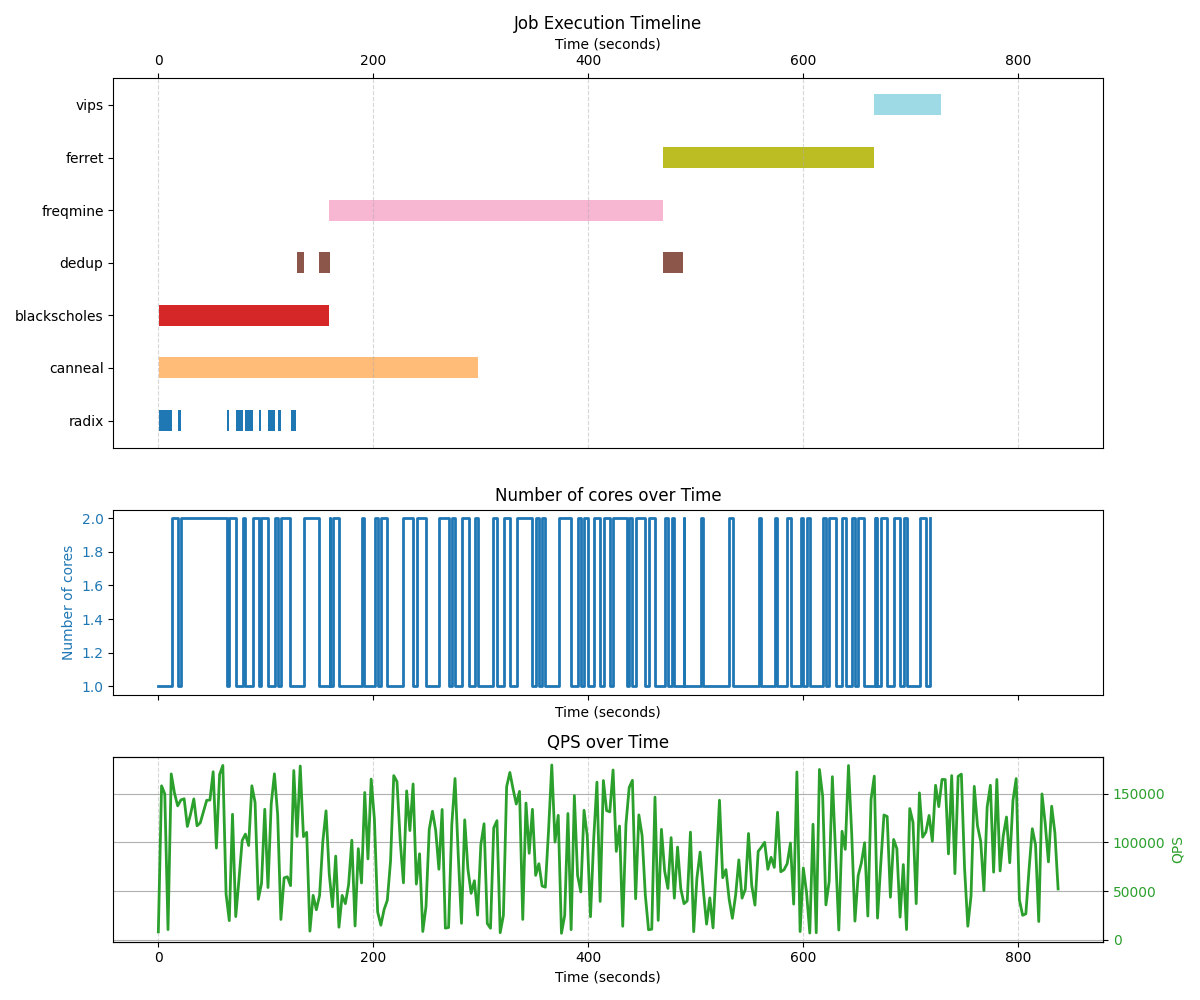 Job Execution Timeline
Time (seconds)
0 200 400 600 800
vips
ferret
freqmine
dedup
blackscholes
canneal
radix
Number of cores over Time
2.0
1.8
1.6
1.4
1.2
1.0
Number of cores
Time (seconds)
QPS over Time
150000
100000
50000
0
QPS
0 200 400 600 800
Time (seconds)